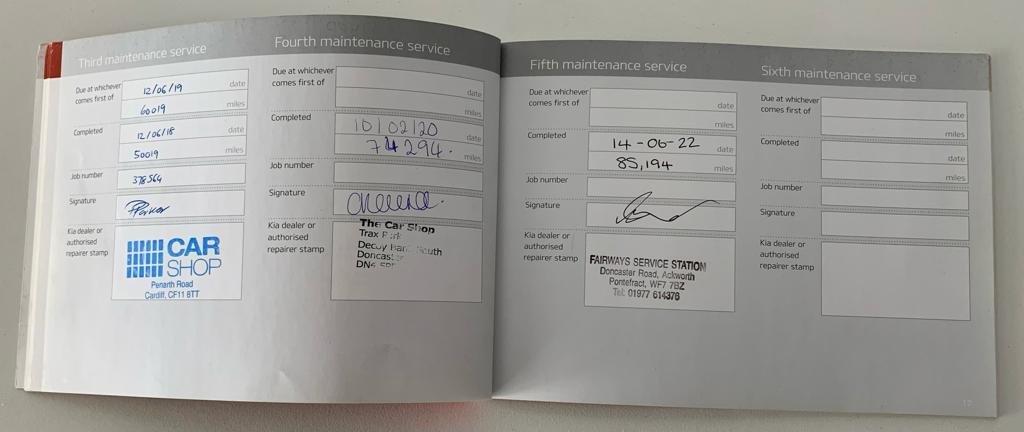 Third maintenance service
Due at whichever
comes first of
12/06/19
date
60019
miles
Completed
12/06/18
date
50019
miles
Job number
378564
Signature
PParker
Kia dealer or
authorised
repairer stamp
CAR
SHOP
Penarth Road
Cardiff, CF11 8TT
Fourth maintenance service
Due at whichever
comes first of
date
miles
Completed
10/02/20
date
74294.
miles
Job number
Signature
Kia dealer or
authorised
repairer stamp
The Car Shop
Trax
South
Fifth maintenance service
Due at whichever
comes first of
date
miles
Completed
14-06-22
date
85,194
miles
Job number
Signature
Kia dealer or
authorised
repairer stamp
FAIRWAYS SERVICE STATION
Doncaster Road, Ackworth
Pontefract, WF7 7BZ
Tel: 01977 614376
Sixth maintenance service
Due at whichever
comes first of
date
miles
Completed
date
miles
Job number
Signature
Kia dealer or
authorised
repairer stamp